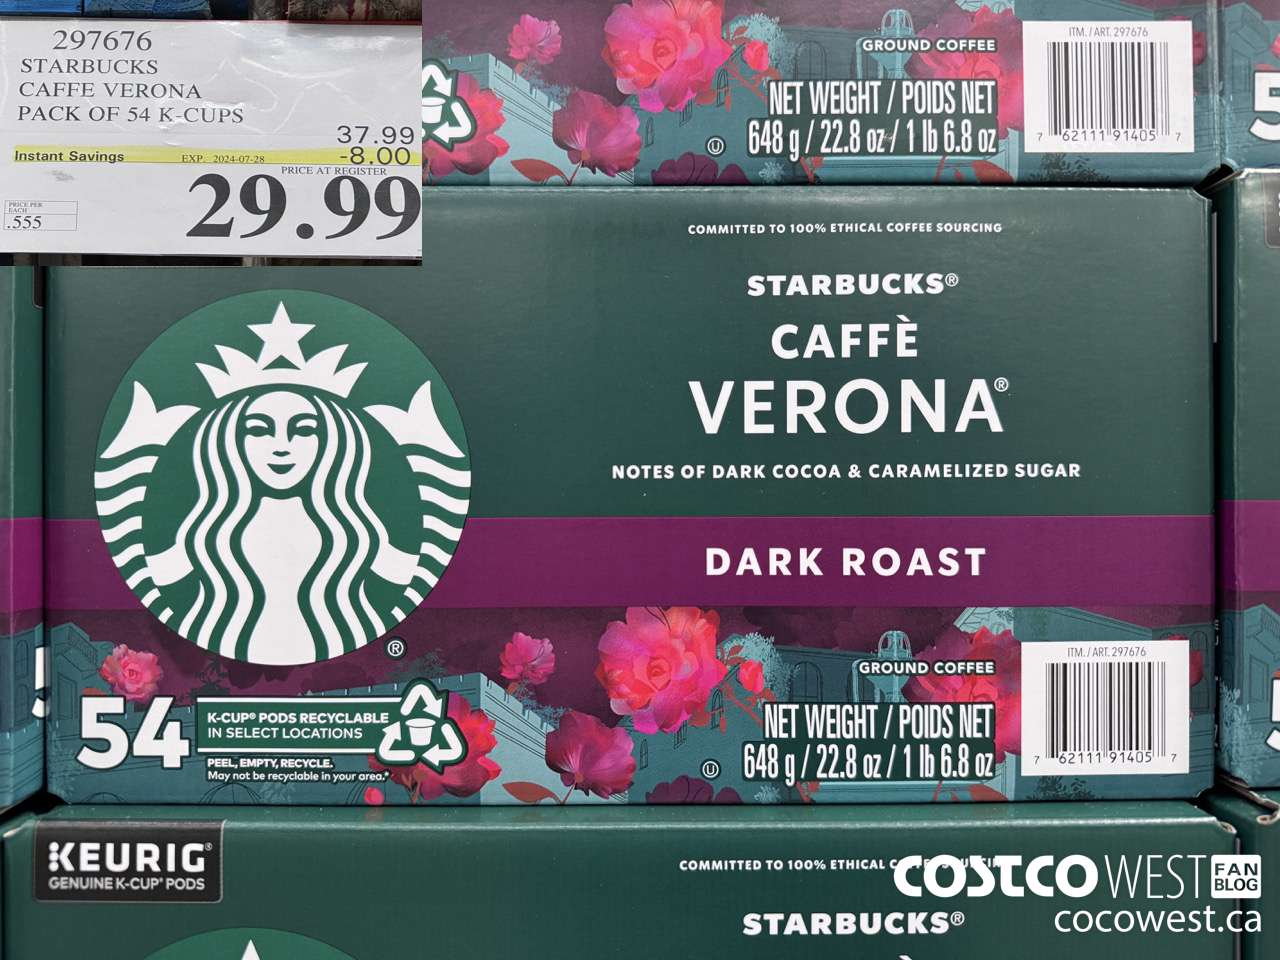 297676
STARBUCKS
CAFFE VERONA
PACK OF 54 K-CUPS
37.99
Instant Savings EXP. 2024-07-28 -8.00
PRICE AT REGISTER
29.99
PRICE PER
EACH
.555
GROUND COFFEE
NET WEIGHT / POIDS NET
648 g / 22.8 oz / 1 lb 6.8 oz
ITM. / ART. 297676
7 62111 91405 7
COMMITTED TO 100% ETHICAL COFFEE SOURCING
STARBUCKS®
CAFFÈ
VERONA®
NOTES OF DARK COCOA & CARAMELIZED SUGAR
DARK ROAST
®
54
K-CUP® PODS RECYCLABLE
IN SELECT LOCATIONS
PEEL, EMPTY, RECYCLE.
May not be recyclable in your area.*
GROUND COFFEE
NET WEIGHT / POIDS NET
648 g / 22.8 oz / 1 lb 6.8 oz
ITM. / ART. 297676
7 62111 91405 7
KEURIG®
GENUINE K-CUP® PODS
COMMITTED TO 100% ETHICAL
STARBUCKS®
COSTCO WEST FAN BLOG
cocowest.ca